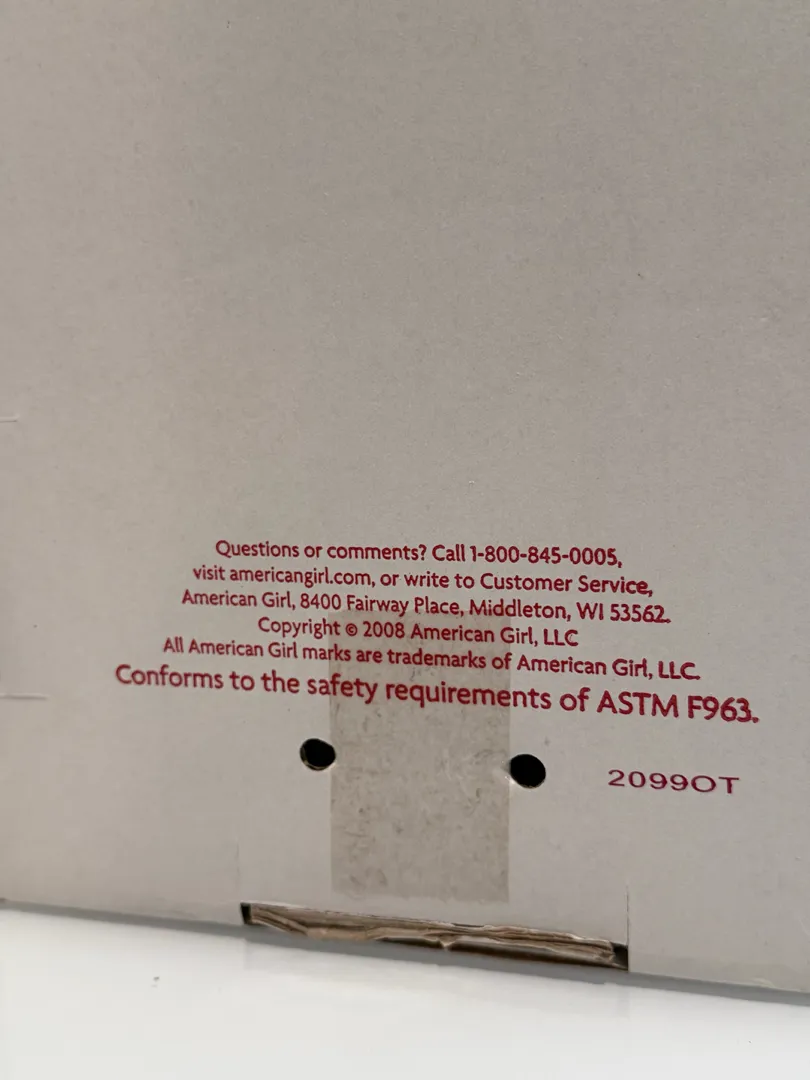 Questions or comments? Call 1-800-845-0005,
visit americangirl.com, or write to Customer Service,
American Girl, 8400 Fairway Place, Middleton, WI 53562.
Copyright © 2008 American Girl, LLC
All American Girl marks are trademarks of American Girl, LLC.
Conforms to the safety requirements of ASTM F963.
2099OT